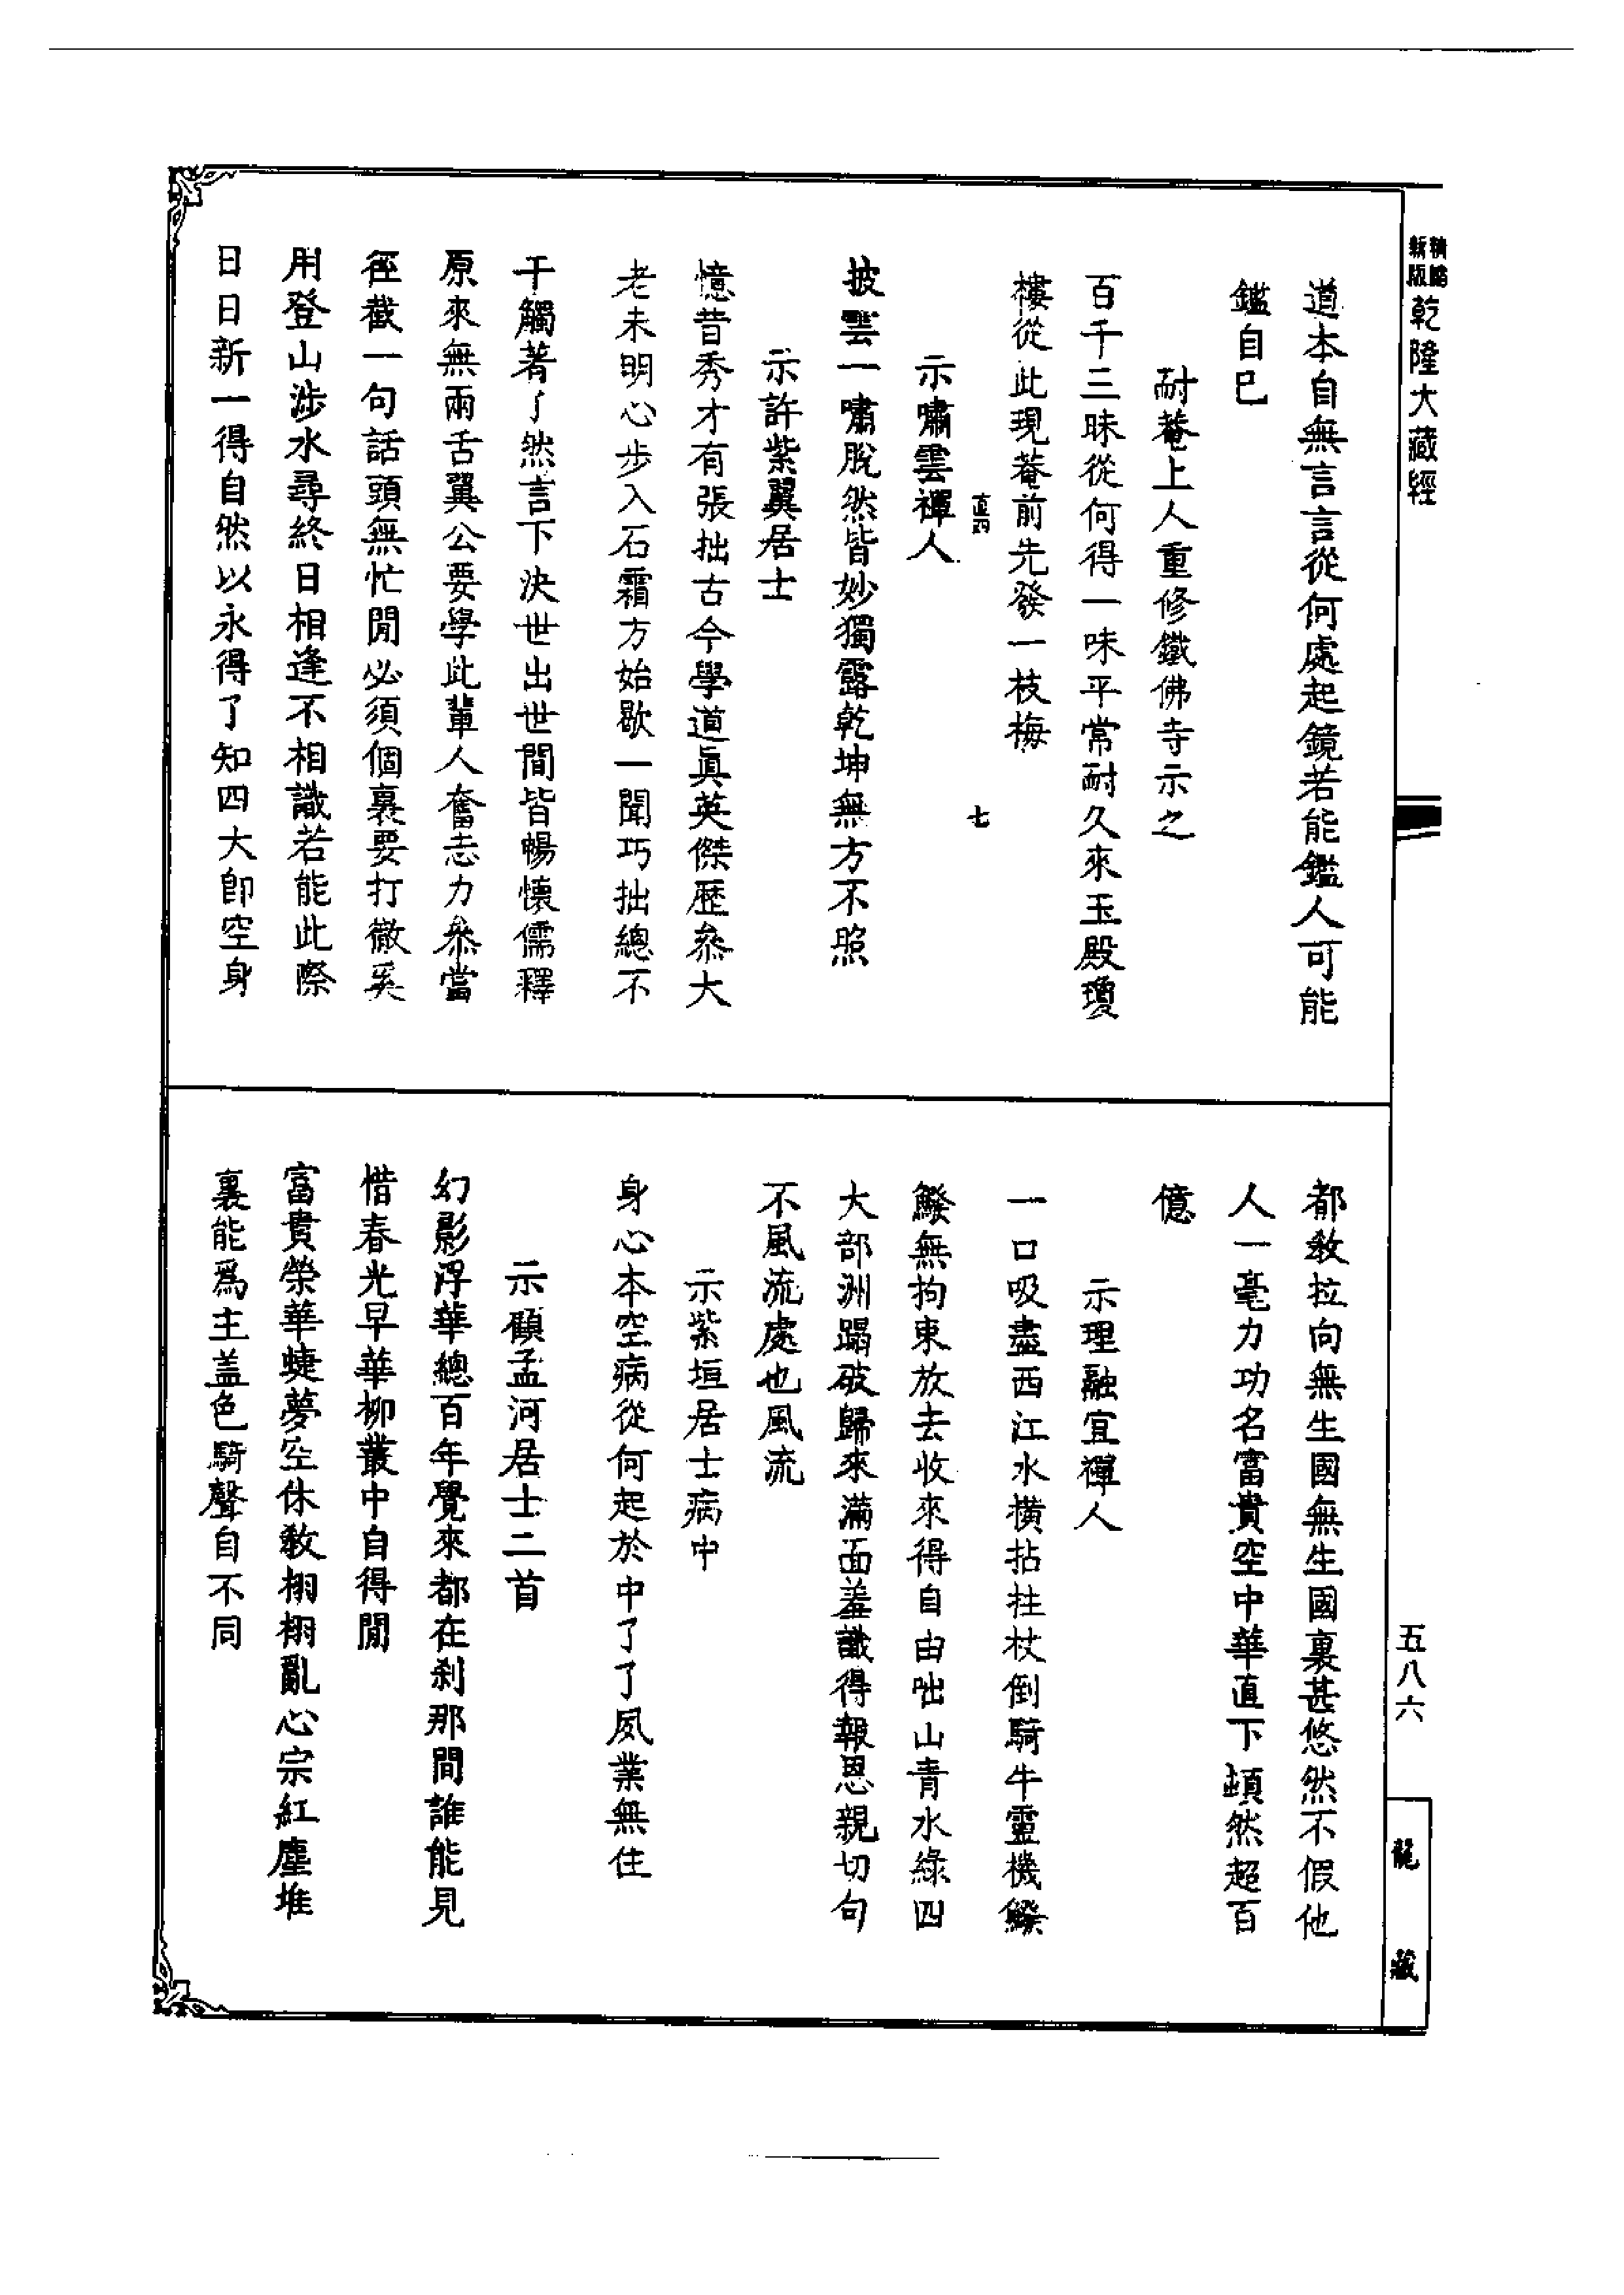 精縮
新版
乾隆大藏經
道本自無言言從何處起鏡若能鑑人可能
鑑自巳
耐菴上人重修鐵佛寺示之
百千三昧從何得一味平常耐久來玉殿瓊
樓從此現菴前先發一枝梅
直四
七
示嘯雲禪人
披雲一嘯脫然皆妙獨露乾坤無方不照
示許紫翼居士
憶昔秀才有張拙古今學道眞英傑歷叅大
老未明心步入石霜方始歇一聞巧拙總不
干觸著了然言下決世出世間皆暢懷儒釋
原來無兩舌翼公要學此輩人奮志力叅當
徑截一句話頭無忙閒必須個裏要打徹奚
用登山涉水尋終日相逢不相識若能此際
日日新一得自然以永得了知四大卽空身
都敎拉向無生國無生國裏甚悠然不假他
人一毫力功名富貴空中華直下頓然超百
億
示理融宜禪人
一口吸盡西江水橫拈拄杖倒騎牛靈機鱍
鱍無拘束放去收來得自由咄山青水綠四
大部洲蹋破歸來滿面羞識得報恩親切句
不風流處也風流
示紫垣居士病中
身心本空病從何起於中了了夙業無住
示顧孟河居士二首
幻影浮華總百年覺來都在刹那間誰能見
惜春光早華柳叢中自得閒
富貴榮華蜨夢空休敎栩栩亂心宗紅塵堆
裏能爲主盖色騎聲自不同
五八六
龍藏